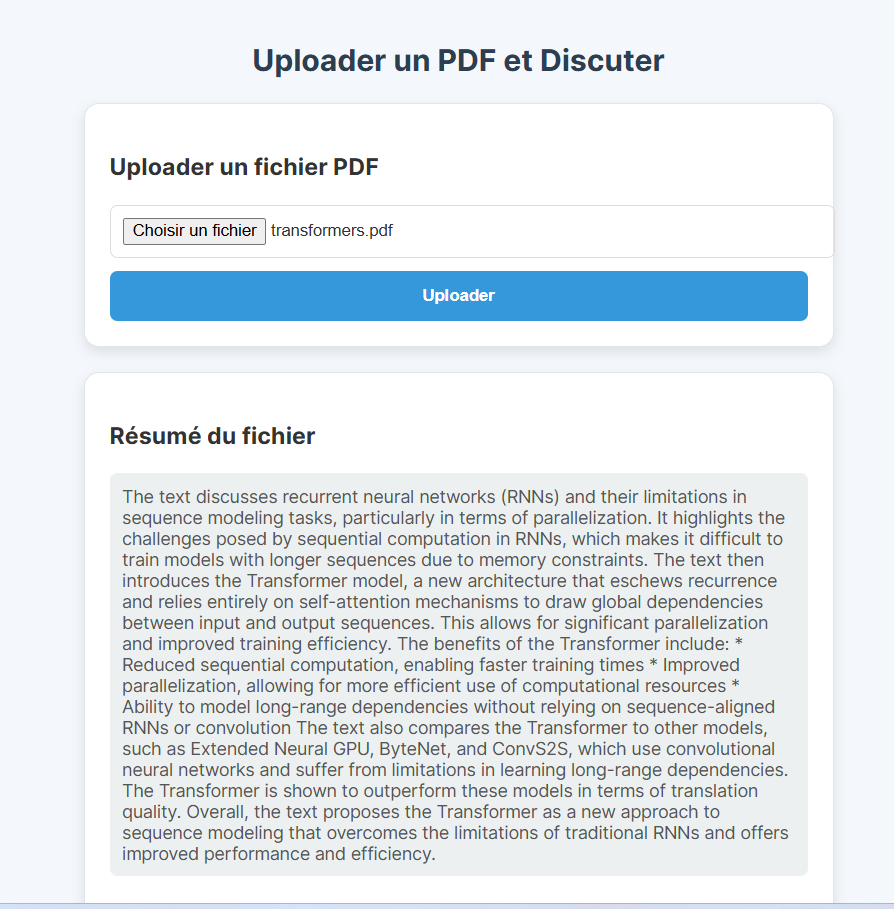 Uploader un PDF et Discuter
Uploader un fichier PDF
Choisir un fichier transformers.pdf
Uploader
Résumé du fichier
The text discusses recurrent neural networks (RNNs) and their limitations in
sequence modeling tasks, particularly in terms of parallelization. It highlights the
challenges posed by sequential computation in RNNs, which makes it difficult to
train models with longer sequences due to memory constraints. The text then
introduces the Transformer model, a new architecture that eschews recurrence
and relies entirely on self-attention mechanisms to draw global dependencies
between input and output sequences. This allows for significant parallelization
and improved training efficiency. The benefits of the Transformer include: *
Reduced sequential computation, enabling faster training times * Improved
parallelization, allowing for more efficient use of computational resources *
Ability to model long-range dependencies without relying on sequence-aligned
RNNs or convolution The text also compares the Transformer to other models,
such as Extended Neural GPU, ByteNet, and ConvS2S, which use convolutional
neural networks and suffer from limitations in learning long-range dependencies.
The Transformer is shown to outperform these models in terms of translation
quality. Overall, the text proposes the Transformer as a new approach to
sequence modeling that overcomes the limitations of traditional RNNs and offers
improved performance and efficiency.